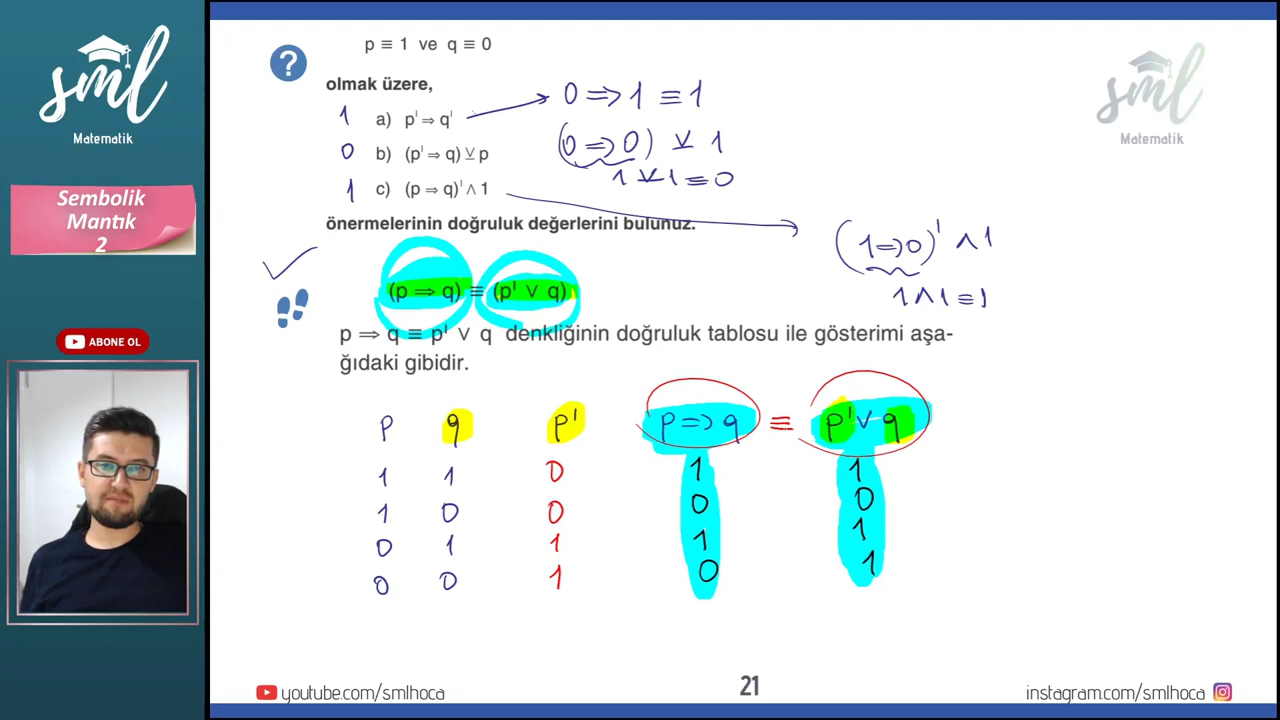 sml
Matematik
Sembolik
Mantık
2
ABONE OL
p ≡ 1 ve q ≡ 0
olmak üzere,
1 a) p' ⇒ q' 0 ⇒ 1 ≡ 1
0 b) (p' ⇒ q) ⊻ p (0 ⇒ 0) ⊻ 1
1 ⊻ 1 ≡ 0
1 c) (p ⇒ q)' ∧ 1
önermelerinin doğruluk değerlerini bulunuz.
(1 ⇒ 0)' ∧ 1
1 ∧ 1 ≡ 1
(p ⇒ q) ≡ (p' ∨ q)
p ⇒ q ≡ p' ∨ q denkliğinin doğruluk tablosu ile gösterimi aşa-
ğıdaki gibidir.
p q p' p ⇒ q ≡ p' ∨ q
1 1 0 1 1
1 0 0 0 0
0 1 1 1 1
0 0 1 0 1
youtube.com/smlhoca
21
instagram.com/smlhoca
sml
Matematik